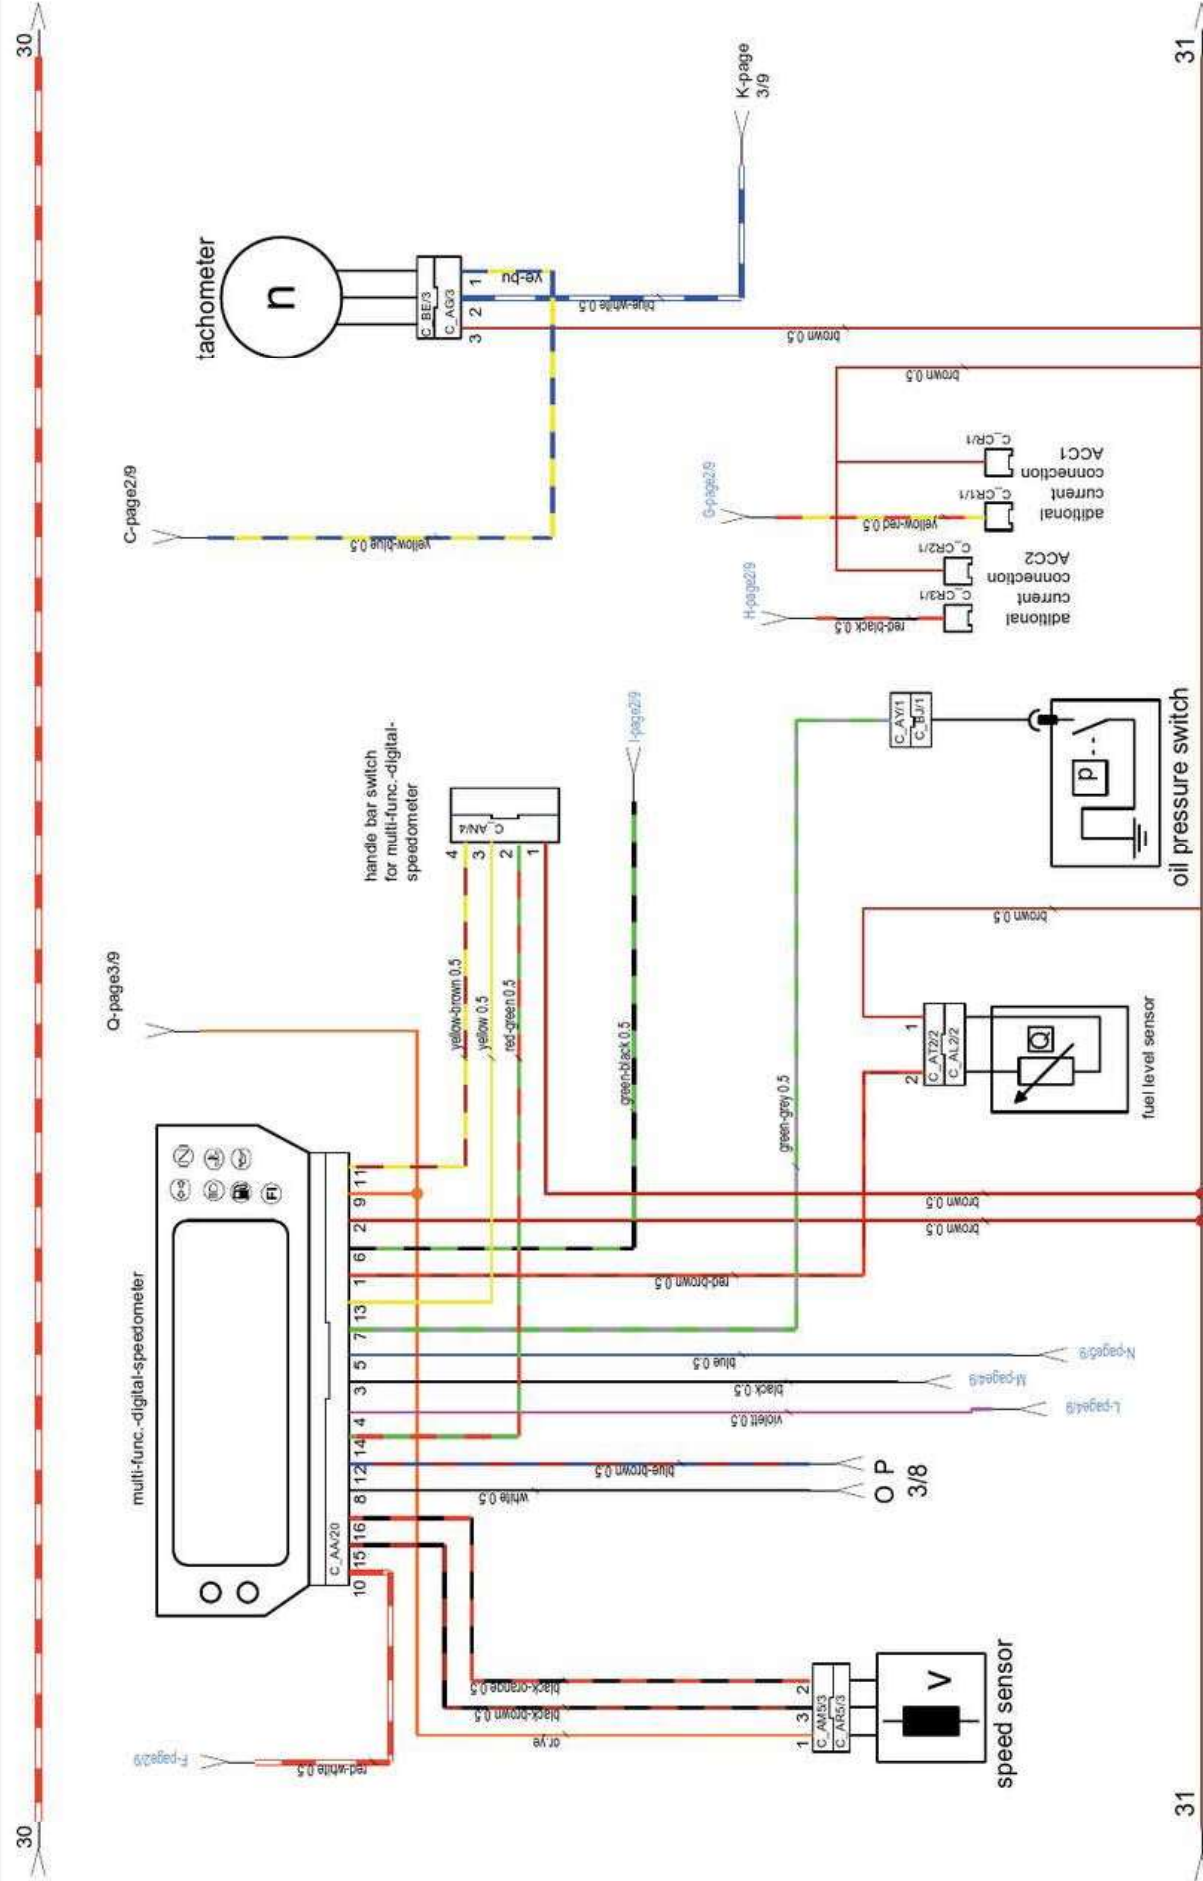 30
30
31
31
tachometer
n
C_BE/3
C_AG/3
1
2
3
ye-bu
blue-white 0.5
brown 0.5
K-page
3/9
C-page2/9
yellow-blue 0.5
brown 0.5
G-page2/9
yellow-red 0.5
C_CR/1
C_CR1/1
aditional
current
connection
ACC1
H-page2/9
red-black 0.5
C_CR2/1
C_CR3/1
aditional
current
connection
ACC2
handle bar switch
for multi-func.-digital-
speedometer
C_AN/4
4
3
2
1
yellow-brown 0.5
yellow 0.5
red-green 0.5
I-page2/9
green-black 0.5
green-grey 0.5
C_AY/1
C_BJ/1
p
oil pressure switch
brown 0.5
1
2
C_AT2/2
C_AL2/2
Q
fuel level sensor
Q-page3/9
multi-func.-digital-speedometer
N
FI
C_AA/20
11
9
2
6
1
13
7
5
3
4
14
12
8
16
15
10
brown 0.5
brown 0.5
red-brown 0.5
blue 0.5
N-page5/9
black 0.5
M-page4/9
violett 0.5
L-page4/9
blue-brown 0.5
white 0.5
O P
3/8
black-orange 0.5
black-brown 0.5
or.ye
F-page2/9
red-white 0.5
2
3
1
C_AM5/3
C_AR5/3
V
speed sensor